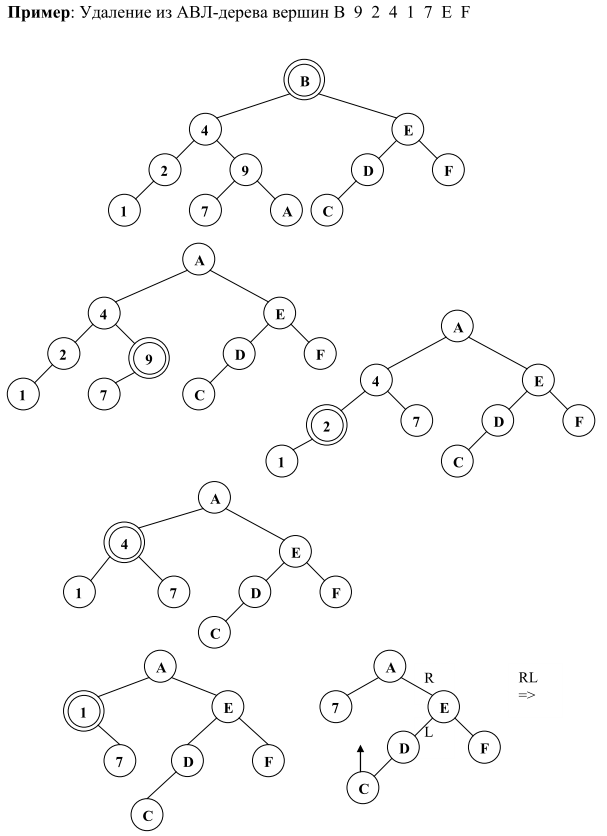 Пример: Удаление из АВЛ-дерева вершин B 9 2 4 1 7 E F
B
4 E
2 9 D F
1 7 A C
A
4 E
2 9 D F
1 7 C
A
4 E
2 7 D F
1 C
A
4 E
1 7 D F
C
A
1 E
7 D F
C
A R RL
=>
7 E
L
D F
C